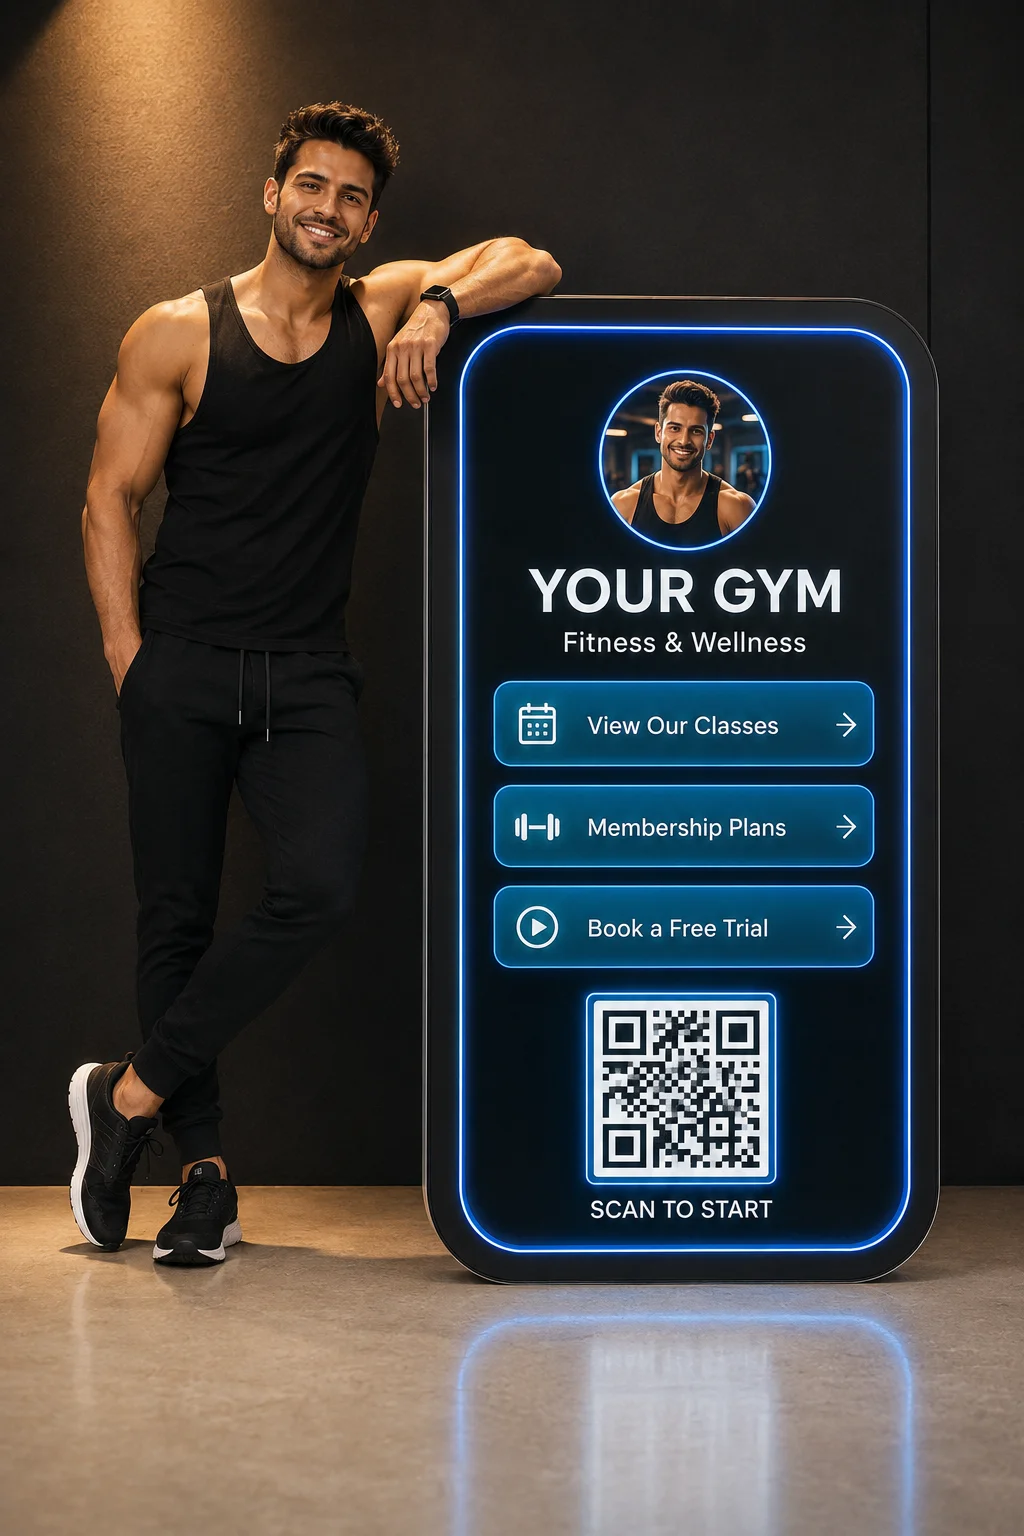 YOUR GYM
Fitness & Wellness
View Our Classes
Membership Plans
Book a Free Trial
SCAN TO START